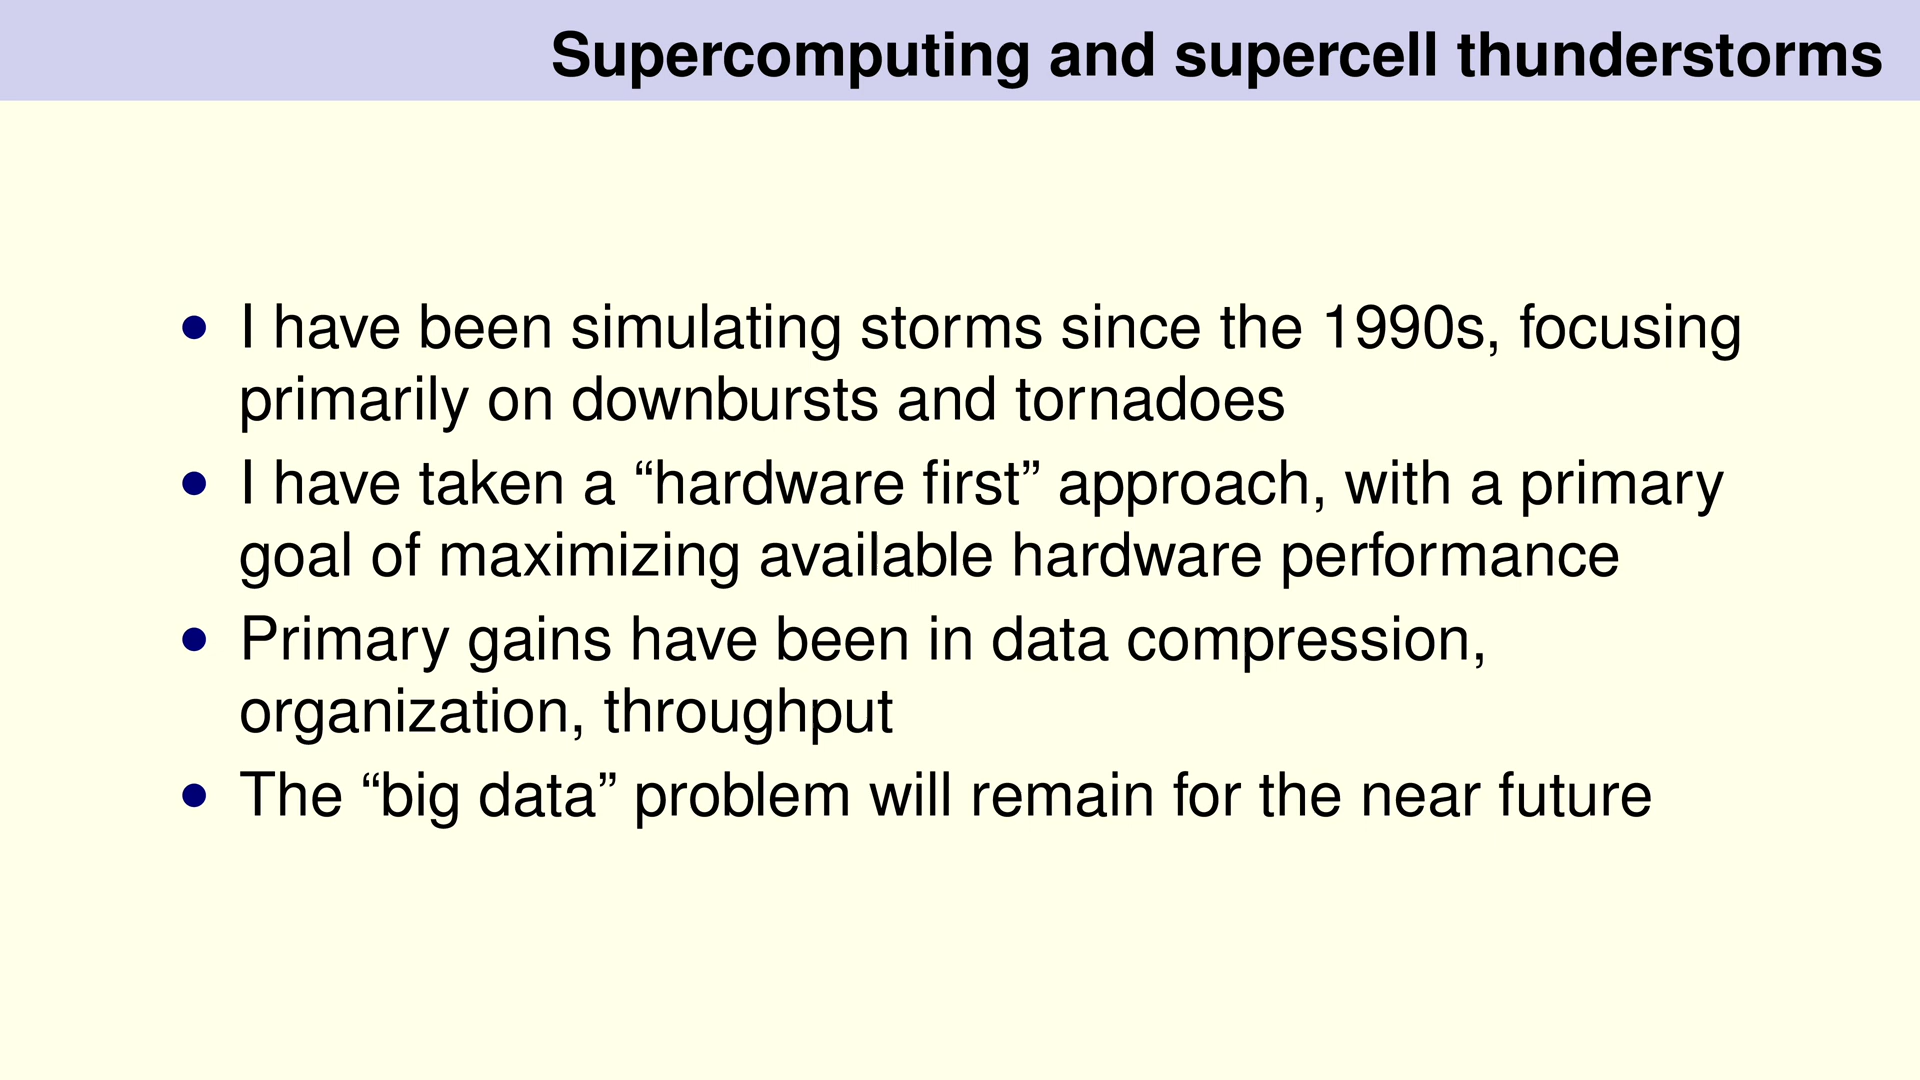 Supercomputing and supercell thunderstorms
• I have been simulating storms since the 1990s, focusing
primarily on downbursts and tornadoes
• I have taken a “hardware first” approach, with a primary
goal of maximizing available hardware performance
• Primary gains have been in data compression,
organization, throughput
• The “big data” problem will remain for the near future